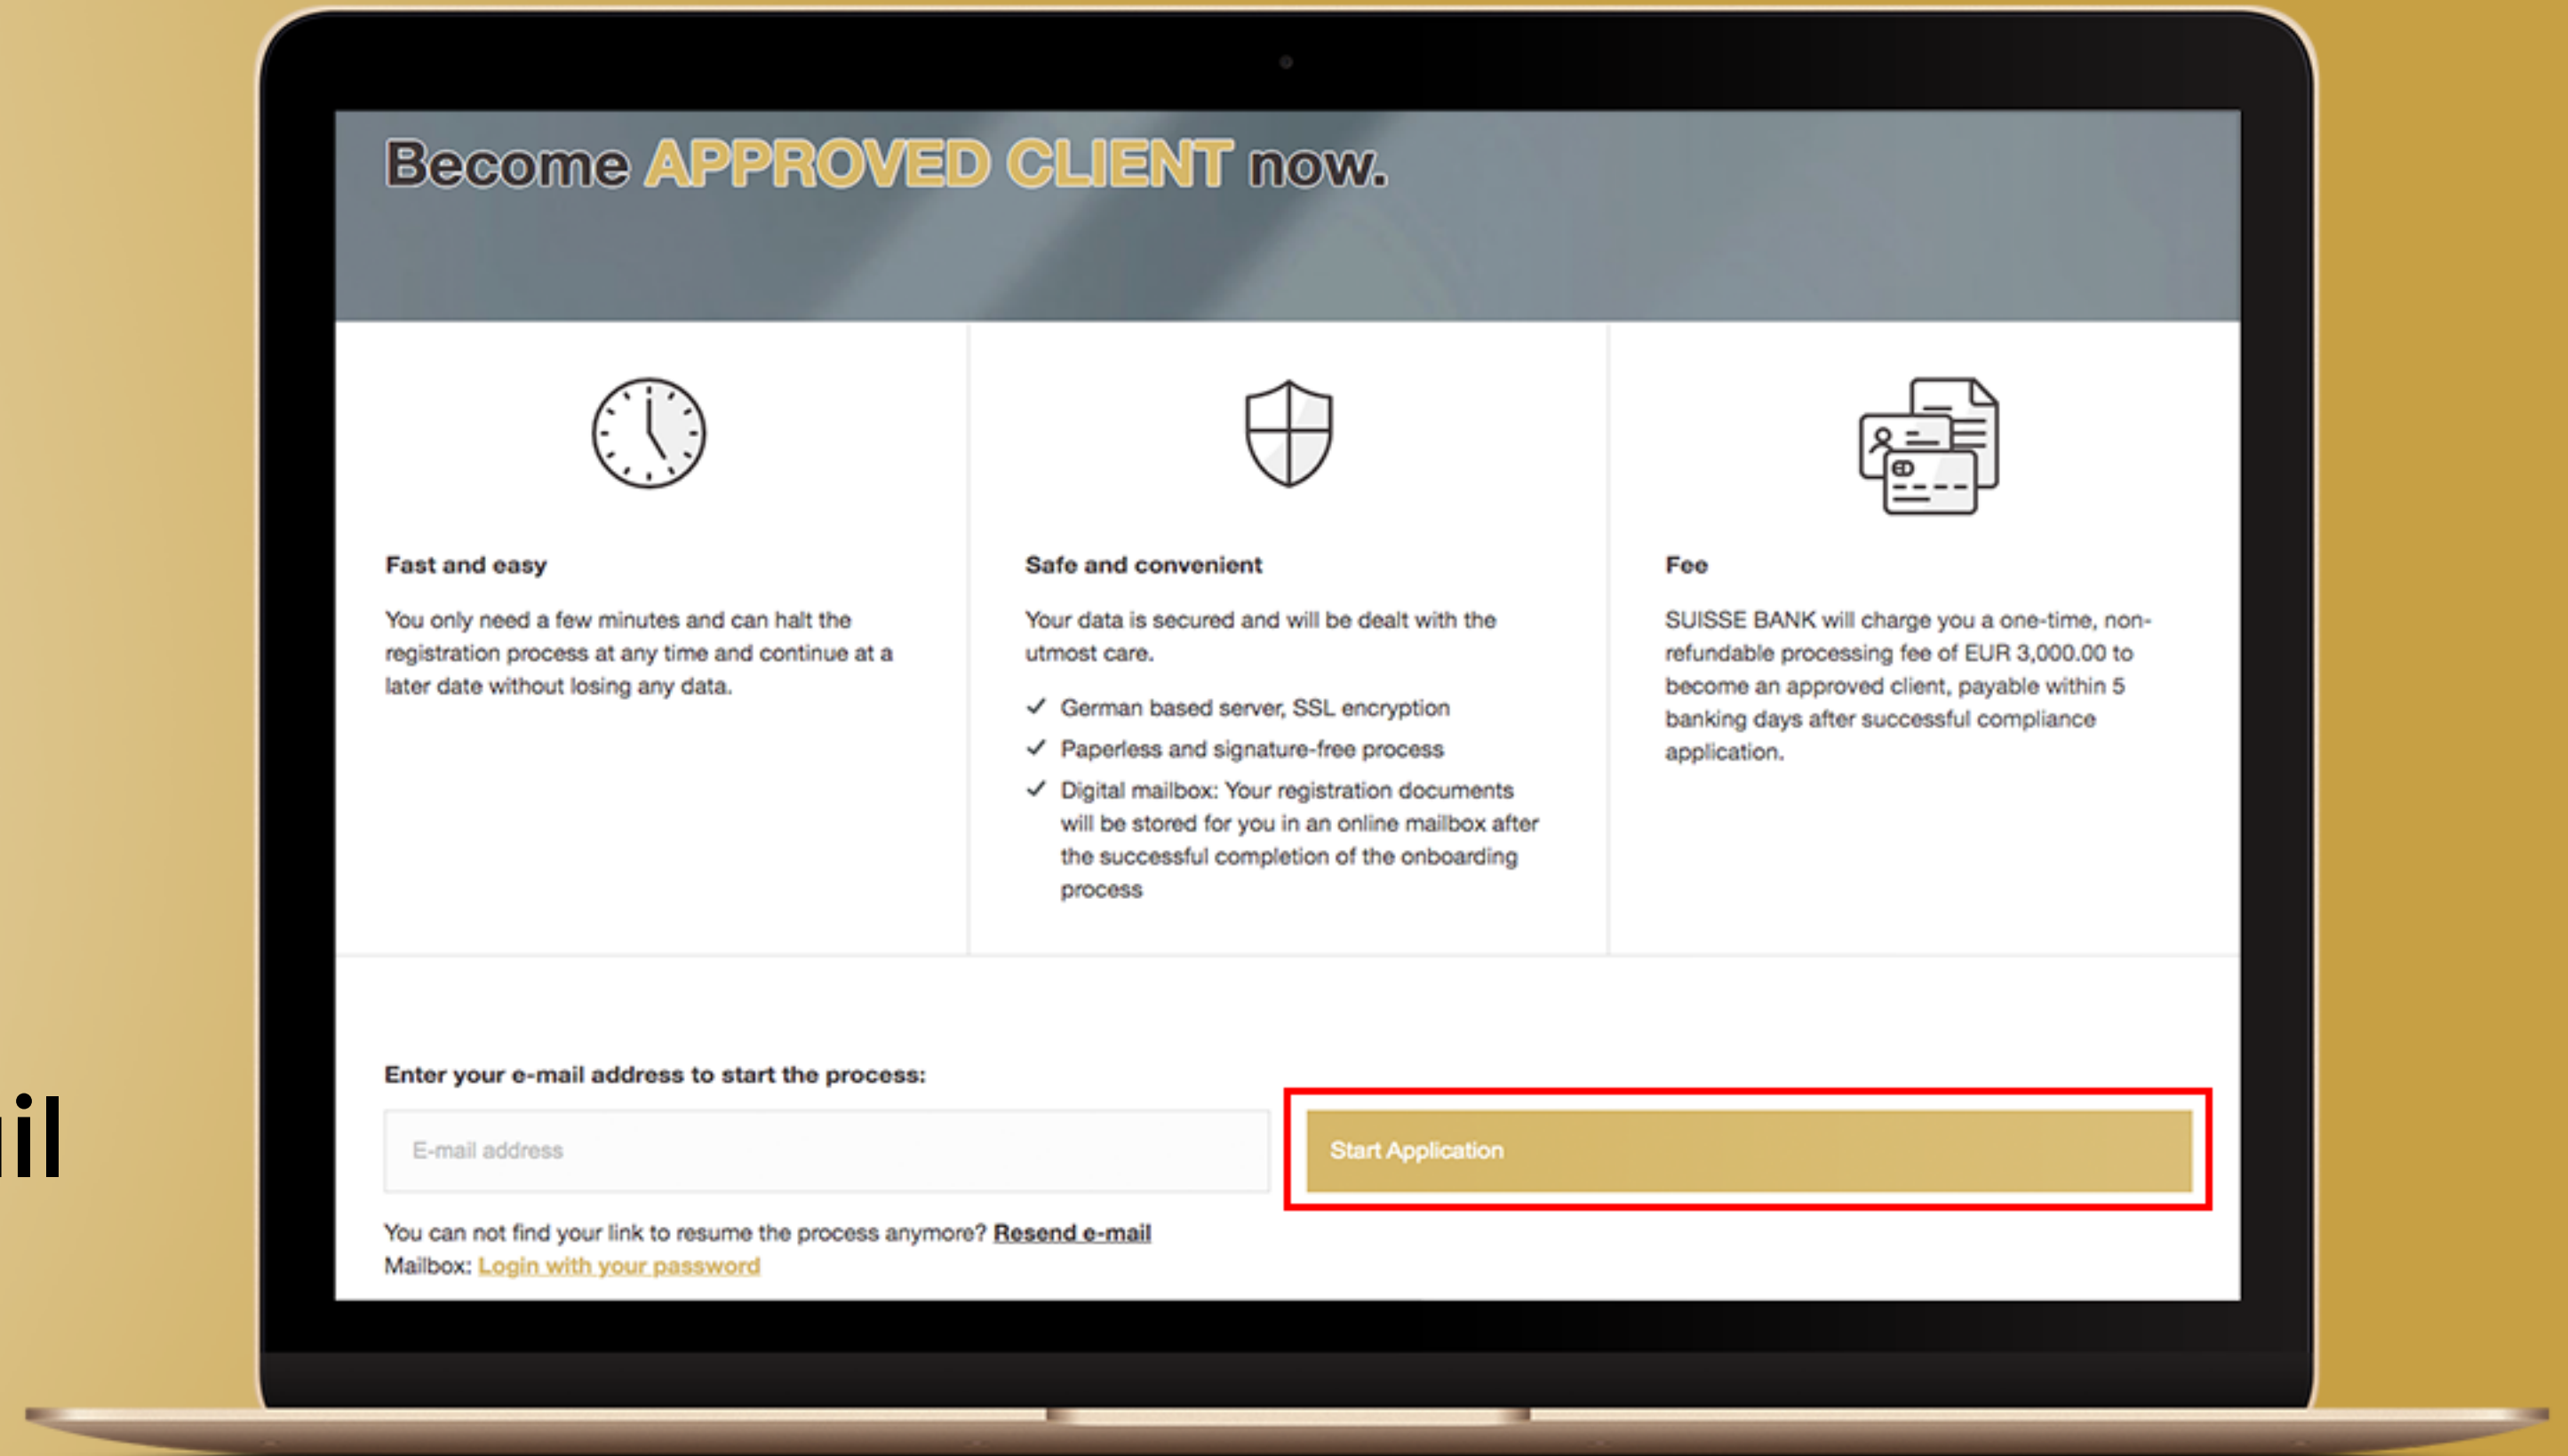 Become APPROVED CLIENT now.
Fast and easy
You only need a few minutes and can halt the
registration process at any time and continue at a
later date without losing any data.
Safe and convenient
Your data is secured and will be dealt with the
utmost care.
✓ German based server, SSL encryption
✓ Paperless and signature-free process
✓ Digital mailbox: Your registration documents
will be stored for you in an online mailbox after
the successful completion of the onboarding
process
Fee
SUISSE BANK will charge you a one-time, non-
refundable processing fee of EUR 3,000.00 to
become an approved client, payable within 5
banking days after successful compliance
application.
Enter your e-mail address to start the process:
E-mail address
Start Application
You can not find your link to resume the process anymore? Resend e-mail
Mailbox: Login with your password